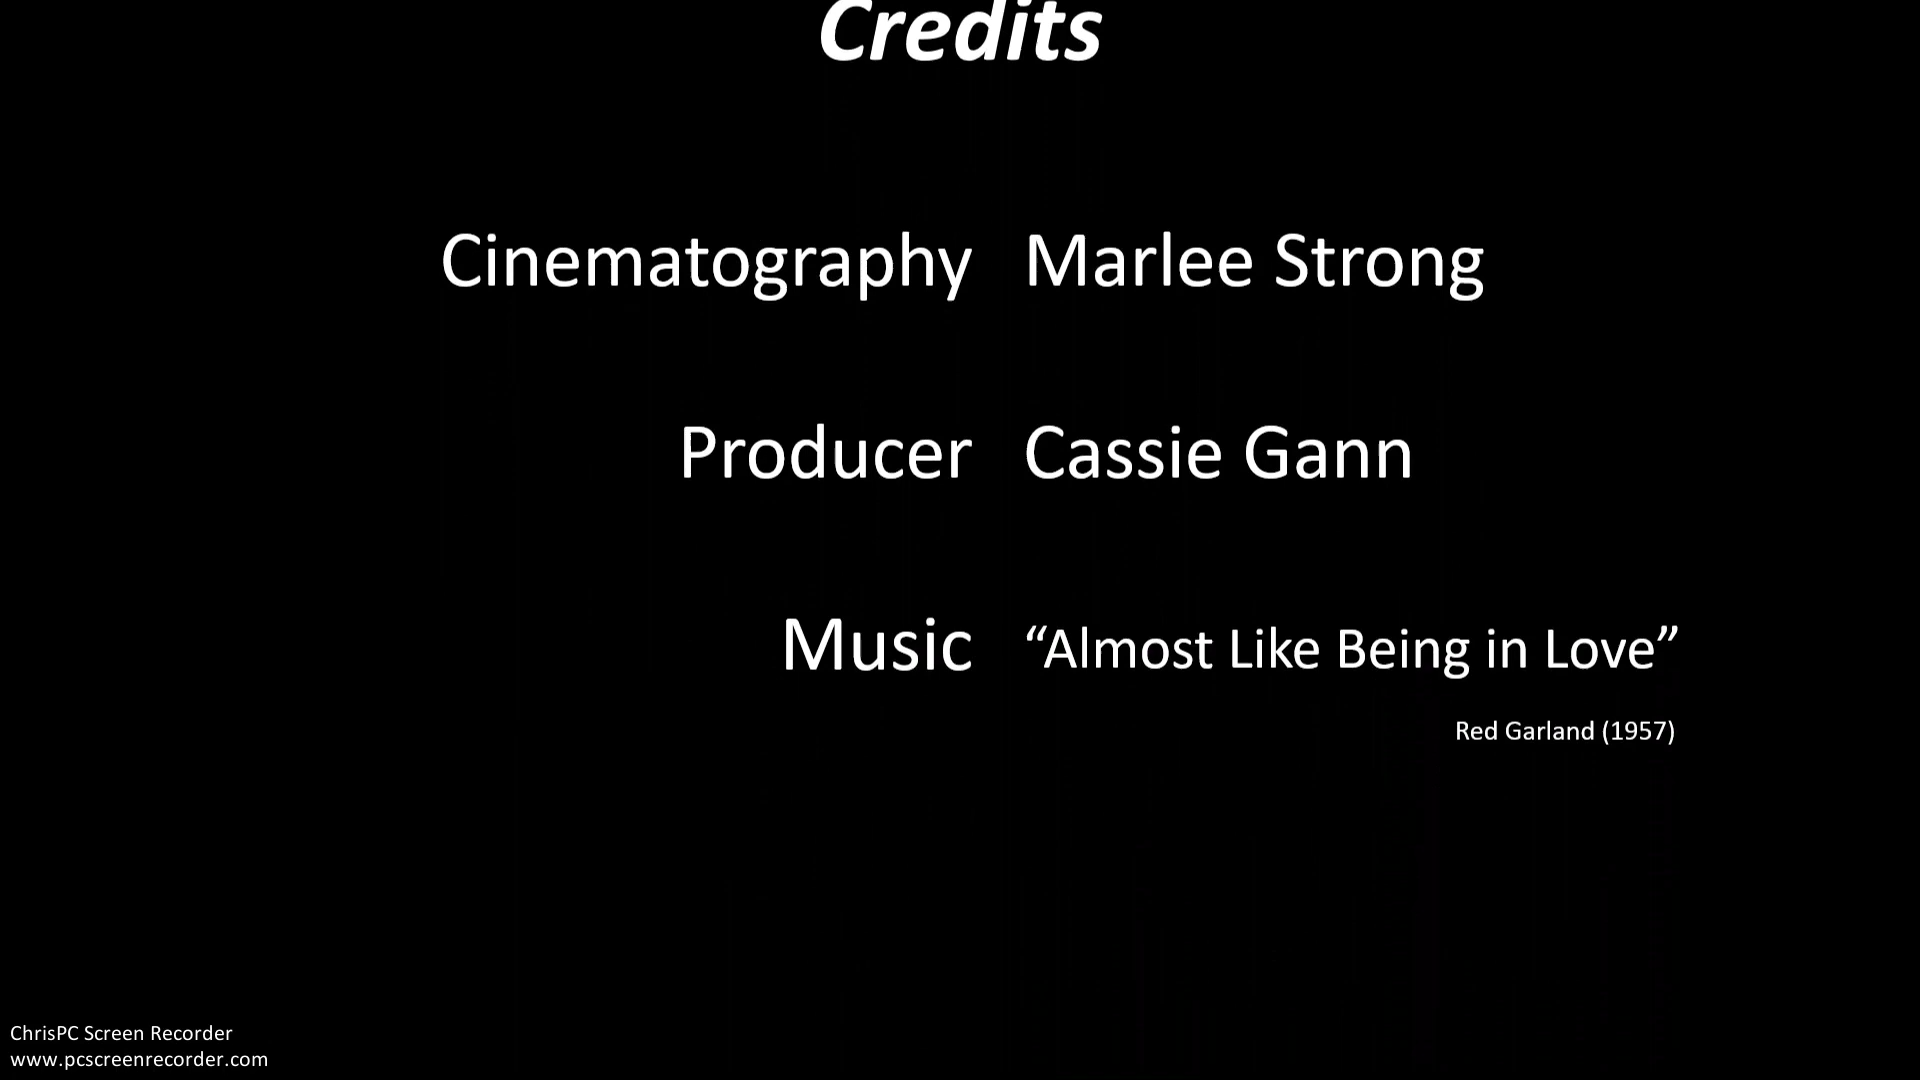 Credits
Cinematography Marlee Strong
Producer Cassie Gann
Music “Almost Like Being in Love”
Red Garland (1957)
ChrisPC Screen Recorder
www.pcscreenrecorder.com